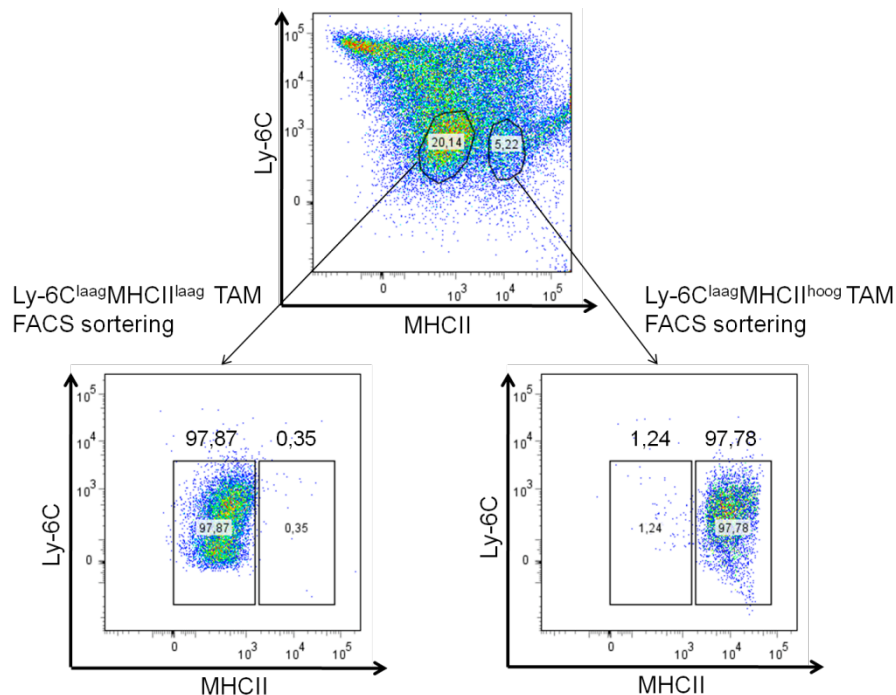 Ly-6C
10^5
10^4
10^3
0
20,14
5,22
0 10^3 10^4 10^5
MHCII
Ly-6C^laag MHCII^laag TAM
FACS sortering
Ly-6C^laag MHCII^hoog TAM
FACS sortering
Ly-6C
10^5
10^4
10^3
0
97,87 0,35
97,87 0,35
0 10^3 10^4 10^5
MHCII
Ly-6C
10^5
10^4
10^3
0
1,24 97,78
1,24 97,78
0 10^3 10^4 10^5
MHCII